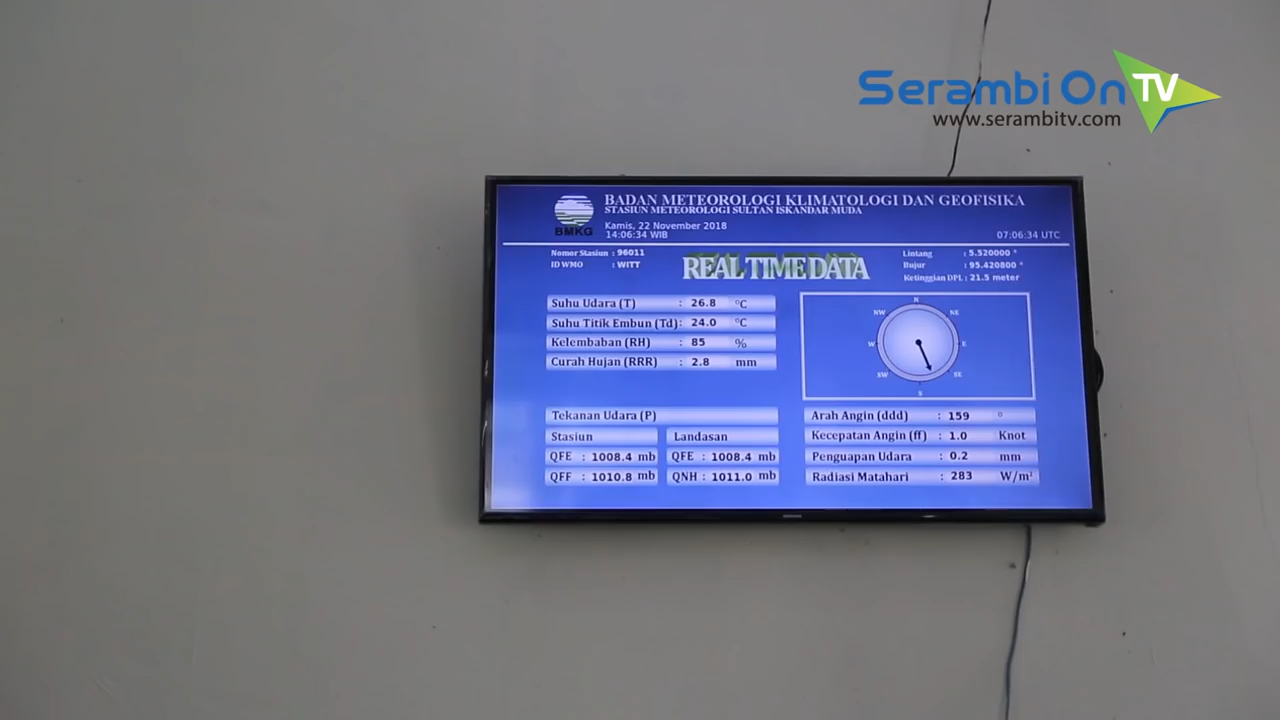 Serambi On TV
www.serambitv.com
BADAN METEOROLOGI KLIMATOLOGI DAN GEOFISIKA
STASIUN METEOROLOGI SULTAN ISKANDAR MUDA
BMKG
Kamis, 22 November 2018
14:06:34 WIB
07:06:34 UTC
Nomor Stasiun : 96011
ID WMO : WITT
REAL TIME DATA
Lintang : 5.520000 °
Bujur : 95.420800 °
Ketinggian DPL : 21.5 meter
Suhu Udara (T) : 26.8 °C
Suhu Titik Embun (Td) : 24.0 °C
Kelembaban (RH) : 85 %
Curah Hujan (RRR) : 2.8 mm
N
NW
NE
W
E
SW
SE
S
Tekanan Udara (P)
Stasiun
Landasan
QFE : 1008.4 mb
QFE : 1008.4 mb
QFF : 1010.8 mb
QNH : 1011.0 mb
Arah Angin (ddd) : 159 °
Kecepatan Angin (ff) : 1.0 Knot
Penguapan Udara : 0.2 mm
Radiasi Matahari : 283 W/m²